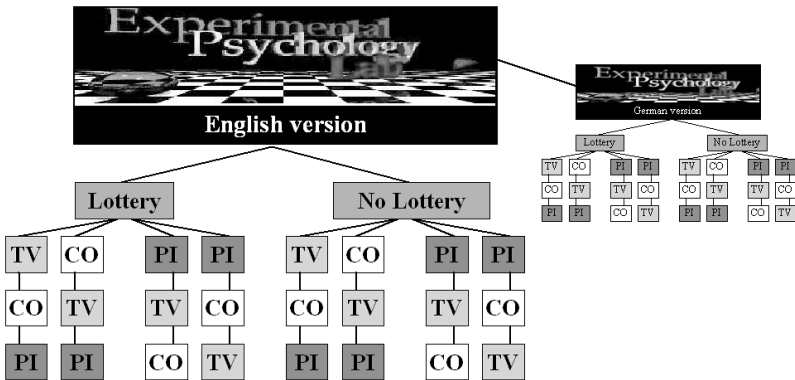 Experimental
Psychology
Lab
English version
Lottery No Lottery
TV CO PI PI TV CO PI PI
CO TV TV CO CO TV TV CO
PI PI CO TV PI PI CO TV
Experimental
Psychology
Lab
German version
Lottery No Lottery
TV CO PI PI TV CO PI PI
CO TV TV CO CO TV TV CO
PI PI CO TV PI PI CO TV